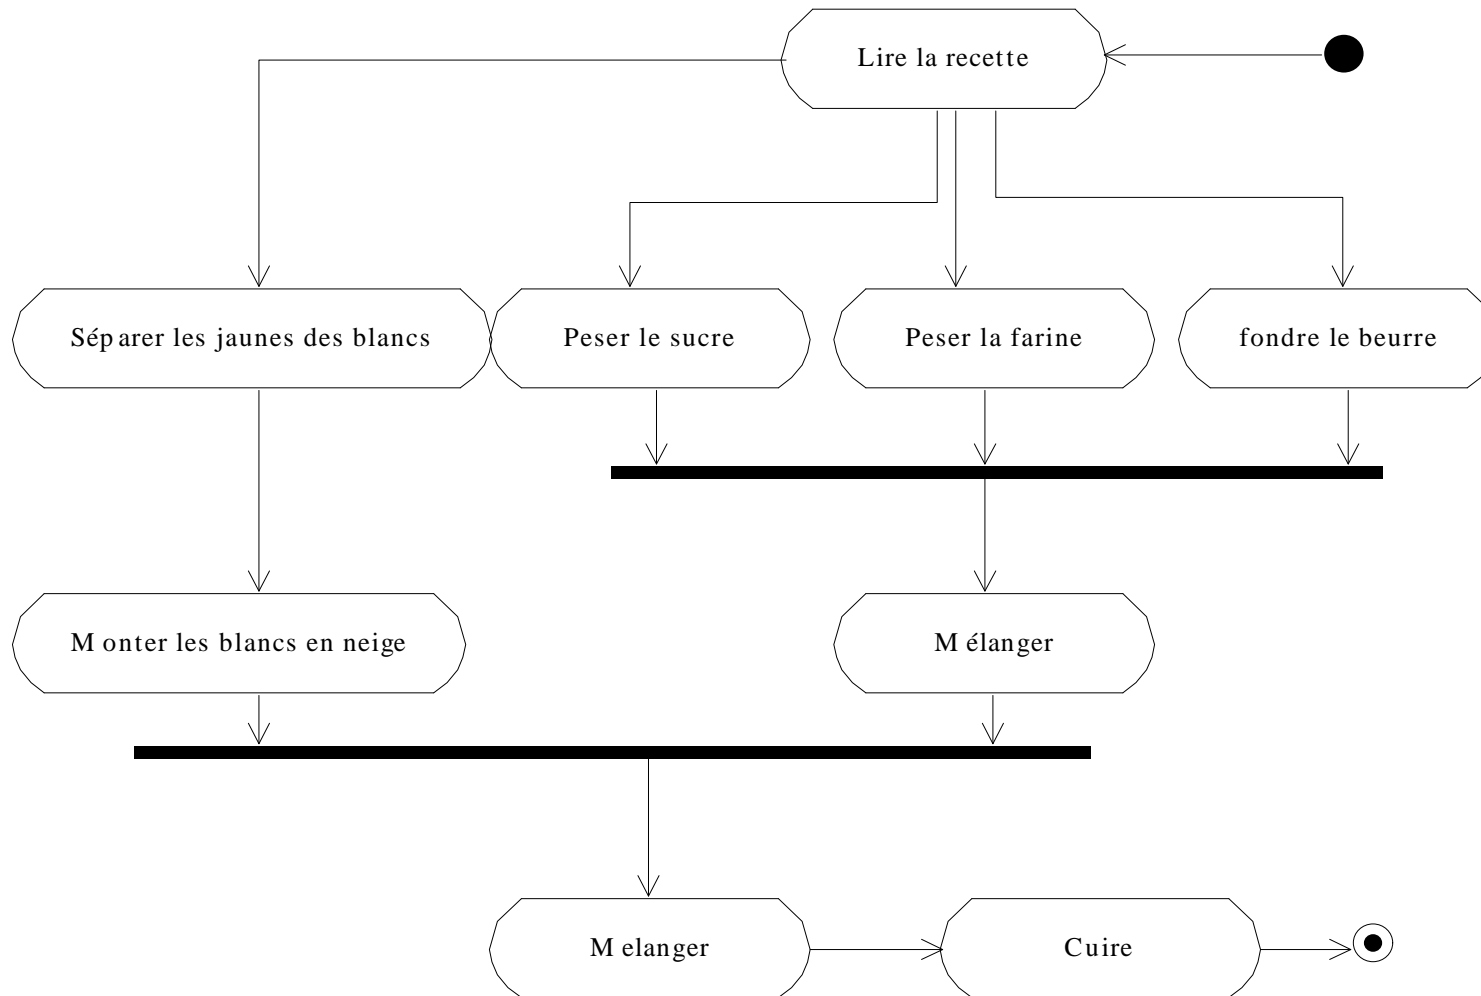 Lire la recette
Séparer les jaunes des blancs
Peser le sucre
Peser la farine
fondre le beurre
Monter les blancs en neige
Mélanger
Melanger
Cuire